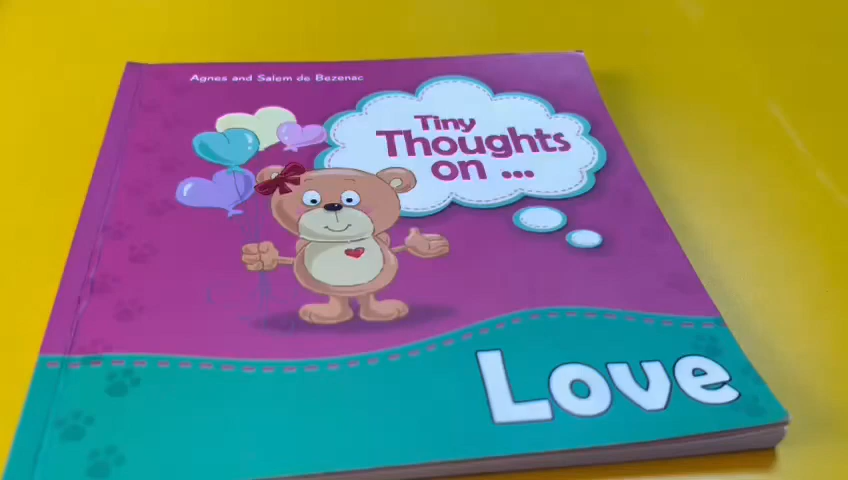 Agnes and Salem de Bezenac
Tiny
Thoughts
on ...
Love